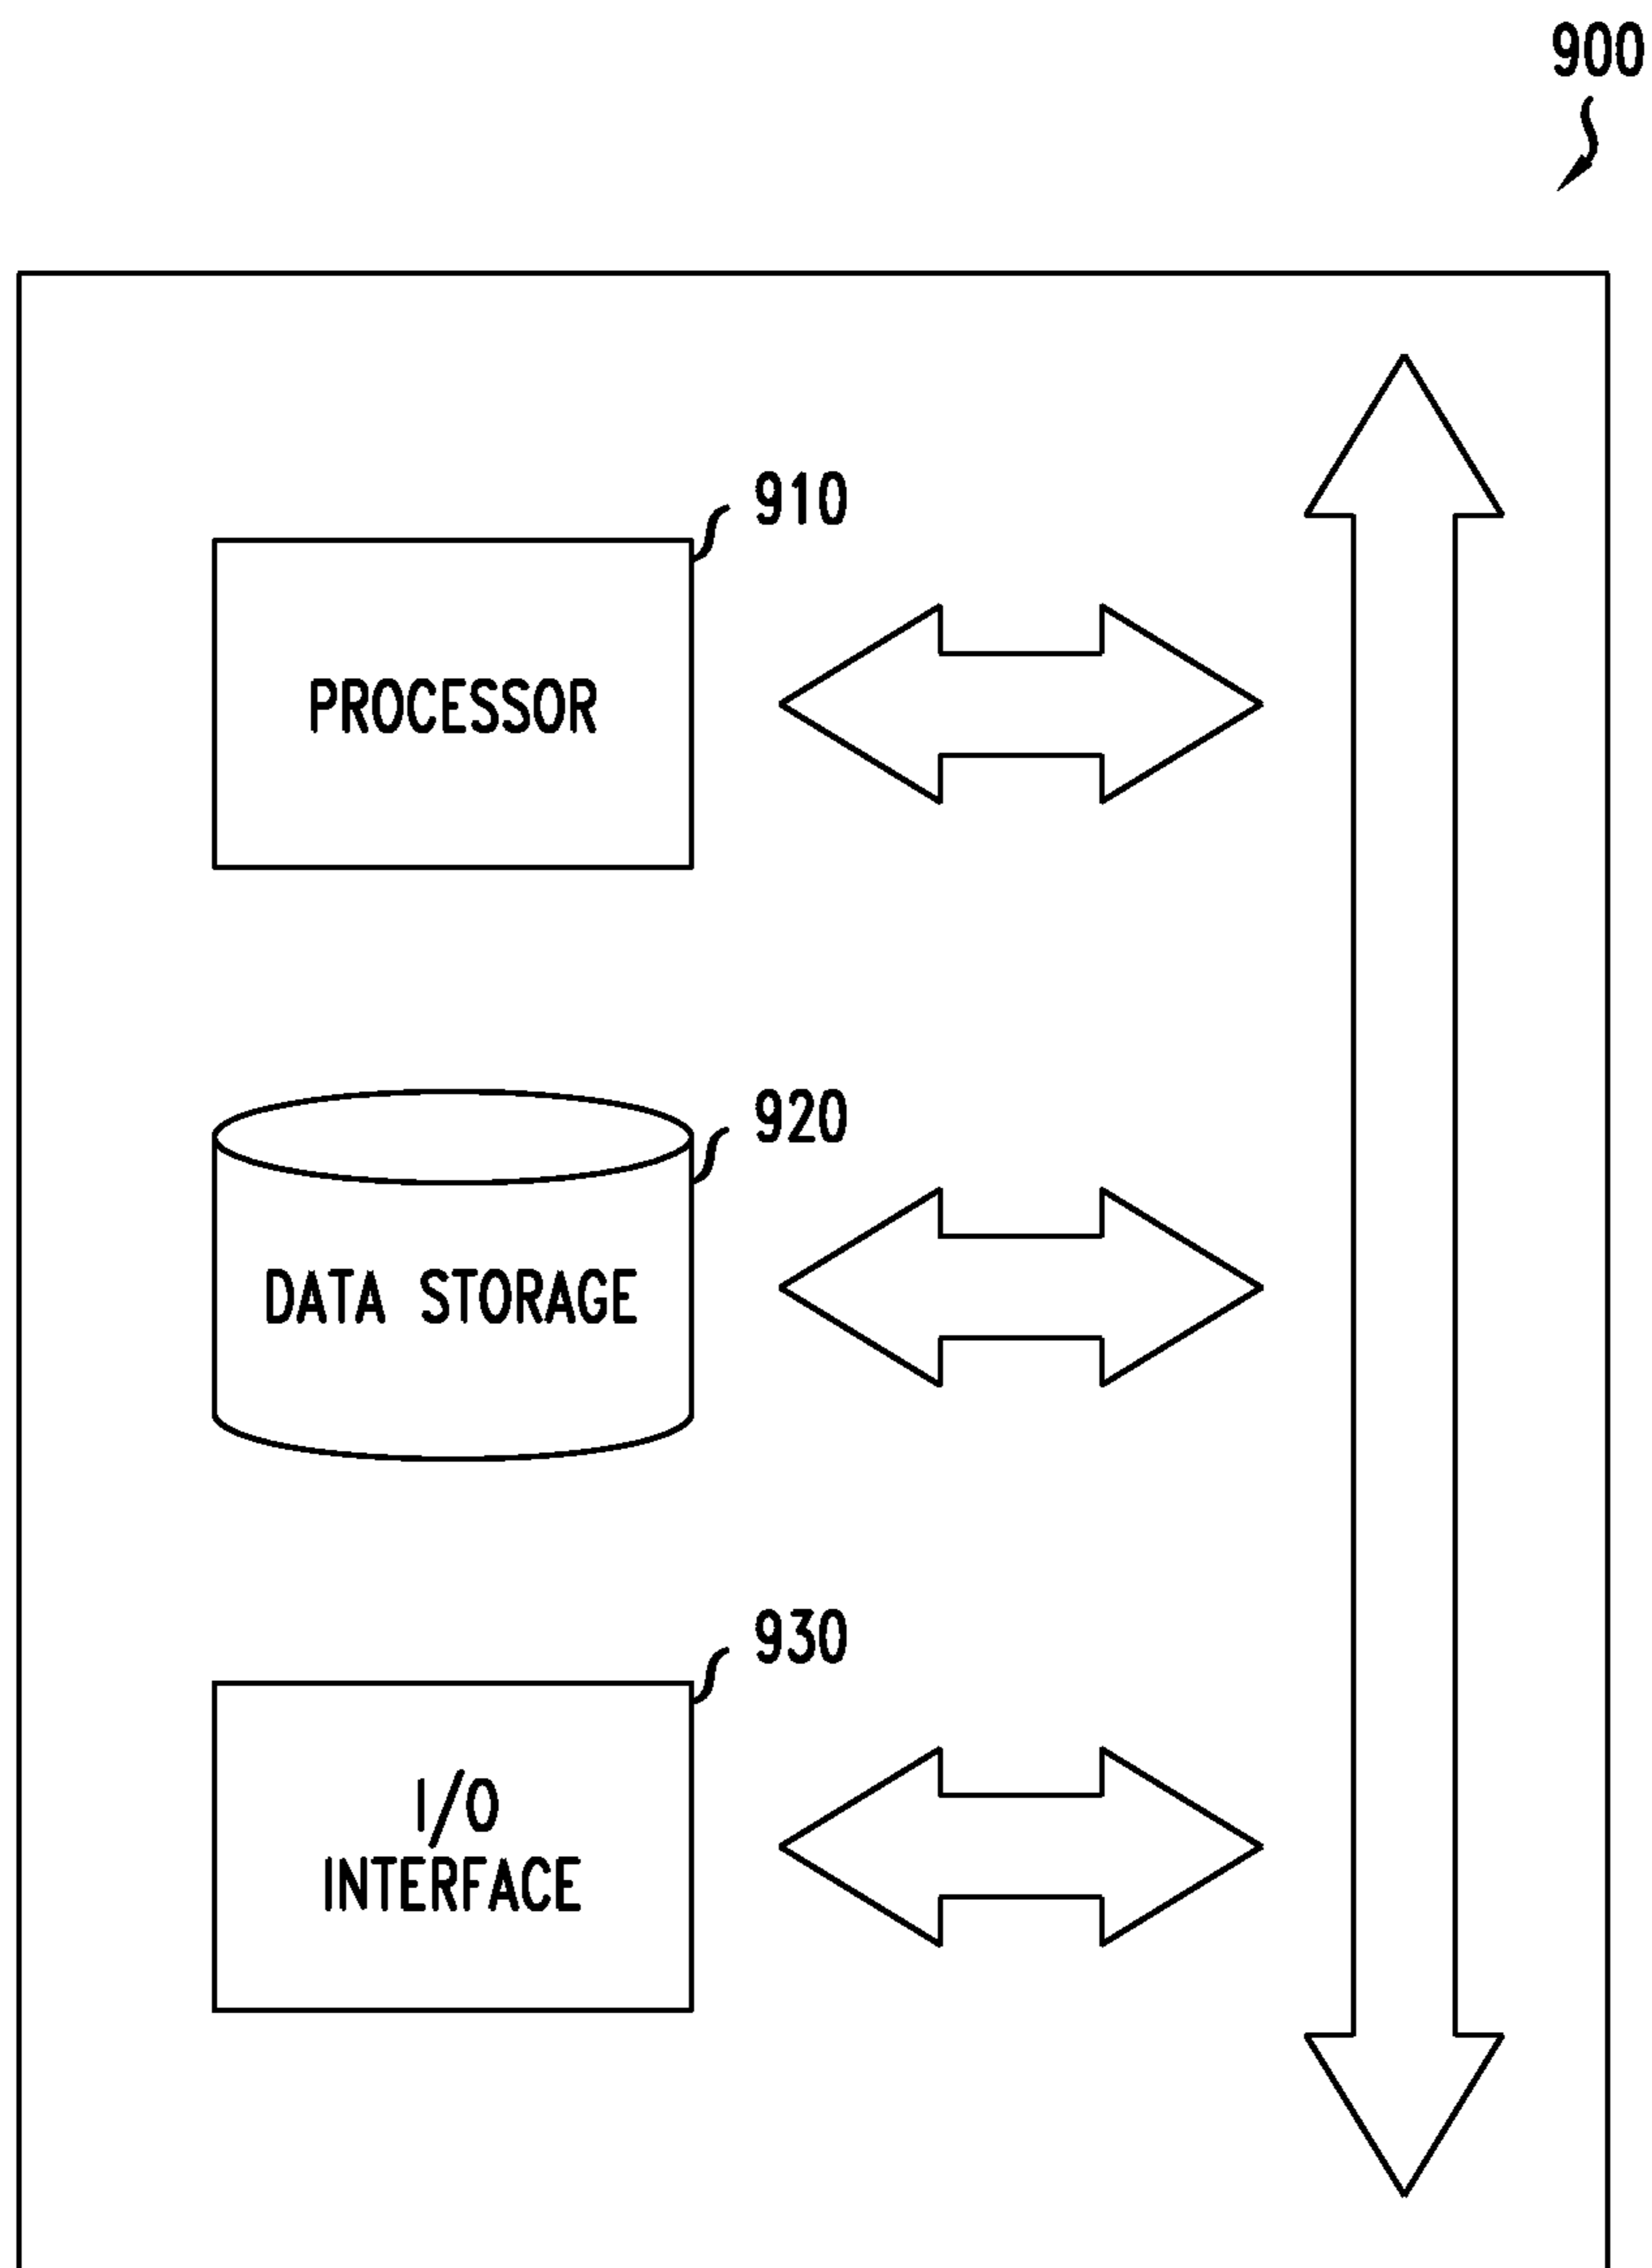 900
910
PROCESSOR
920
DATA STORAGE
930
I/O
INTERFACE